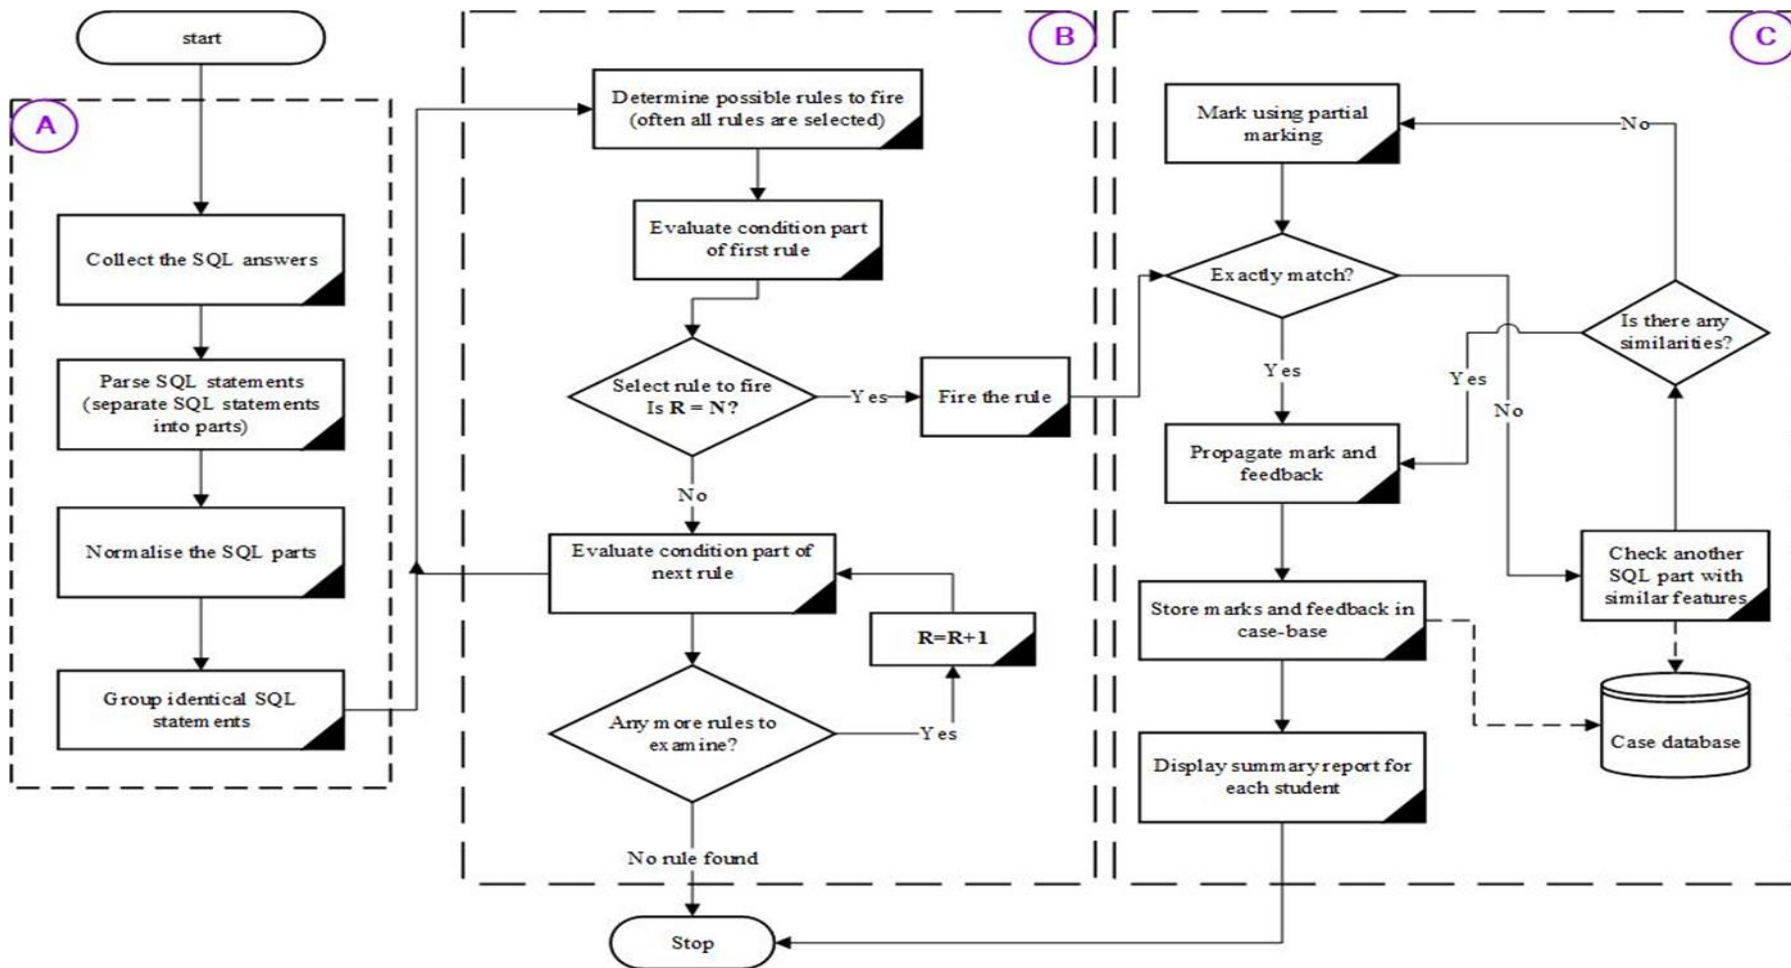 start
A
Collect the SQL answers
Parse SQL statements
(separate SQL statements
into parts)
Normalise the SQL parts
Group identical SQL
statements
B
Determine possible rules to fire
(often all rules are selected)
Evaluate condition part
of first rule
Select rule to fire
Is R = N?
Yes
Fire the rule
No
Evaluate condition part of
next rule
R=R+1
Any more rules to
examine?
Yes
No rule found
Stop
C
Mark using partial
marking
No
Exactly match?
Is there any
similarities?
Yes
Yes
No
Propagate mark and
feedback
Check another
SQL part with
similar features
Store marks and feedback in
case-base
Case database
Display summary report for
each student